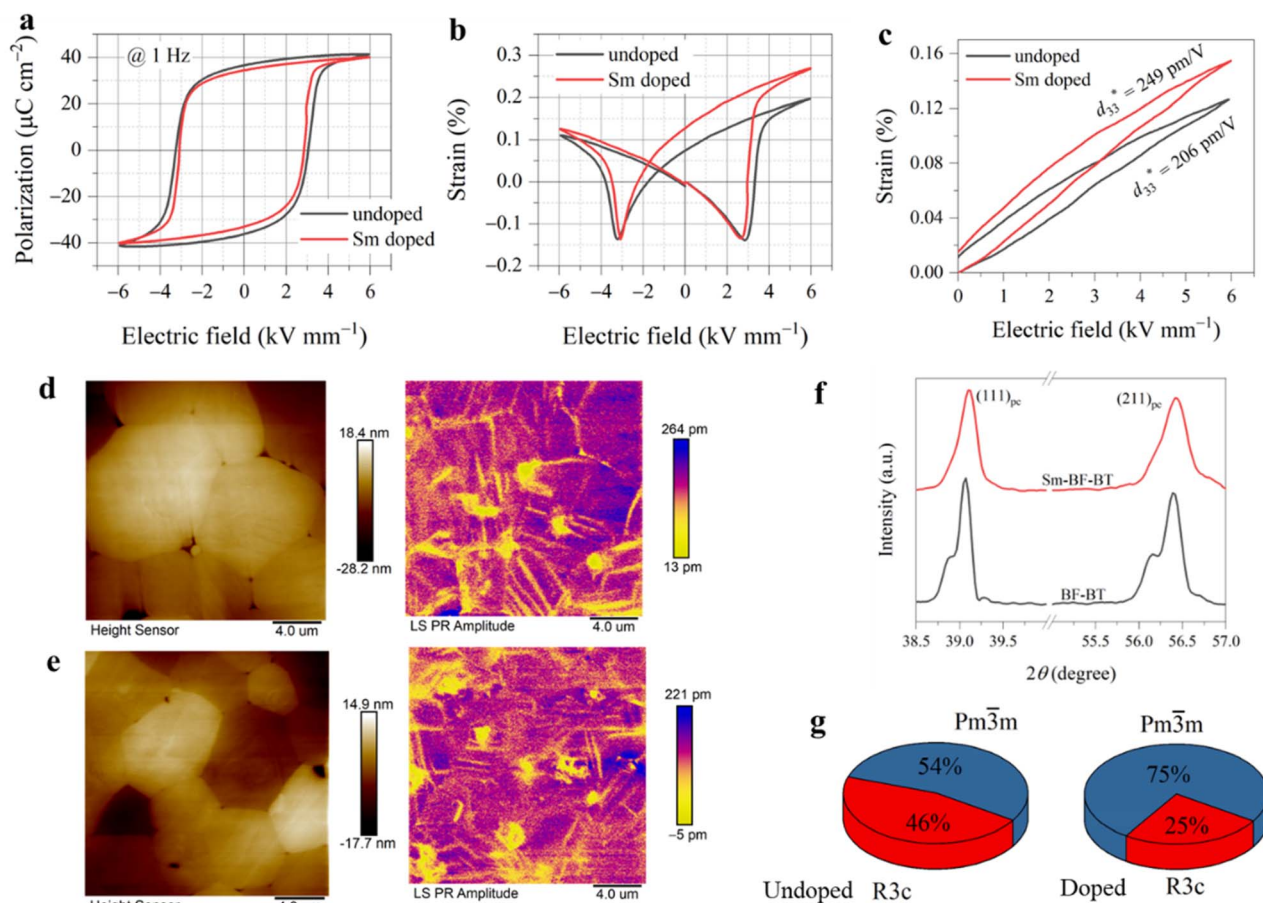 a
Polarization (μC cm⁻²)
40
20
0
−20
−40
@ 1 Hz
undoped
Sm doped
−6 −4 −2 0 2 4 6
Electric field (kV mm⁻¹)
b
Strain (%)
0.3
0.2
0.1
0.0
−0.1
−0.2
undoped
Sm doped
−6 −4 −2 0 2 4 6
Electric field (kV mm⁻¹)
c
Strain (%)
0.16
0.12
0.08
0.04
0.00
undoped
Sm doped
d₃₃* = 249 pm/V
d₃₃* = 206 pm/V
0 1 2 3 4 5 6
Electric field (kV mm⁻¹)
d
18.4 nm
-28.2 nm
Height Sensor
4.0 um
264 pm
13 pm
LS PR Amplitude
4.0 um
e
14.9 nm
-17.7 nm
Height Sensor
221 pm
−5 pm
LS PR Amplitude
4.0 um
f
Intensity (a.u.)
(111)pc
(211)pc
Sm-BF-BT
BF-BT
38.5 39.0 39.5 55.5 56.0 56.5 57.0
2θ (degree)
g
Pm3̅m
54%
46%
Undoped R3c
Pm3̅m
75%
25%
Doped R3c